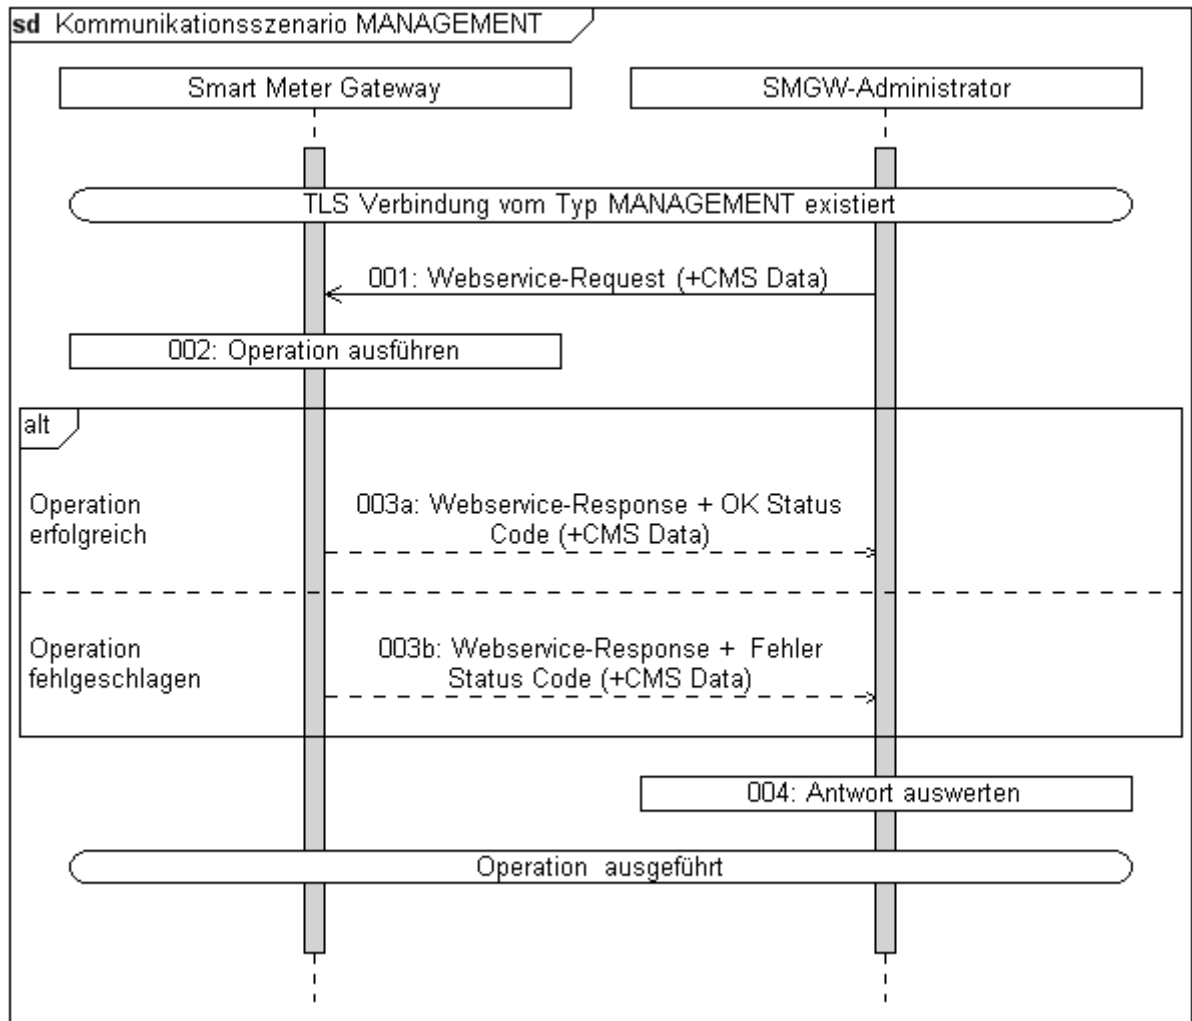 sd Kommunikationsszenario MANAGEMENT
Smart Meter Gateway
SMGW-Administrator
TLS Verbindung vom Typ MANAGEMENT existiert
001: Webservice-Request (+CMS Data)
002: Operation ausführen
alt
Operation
erfolgreich
003a: Webservice-Response + OK Status
Code (+CMS Data)
Operation
fehlgeschlagen
003b: Webservice-Response + Fehler
Status Code (+CMS Data)
004: Antwort auswerten
Operation ausgeführt